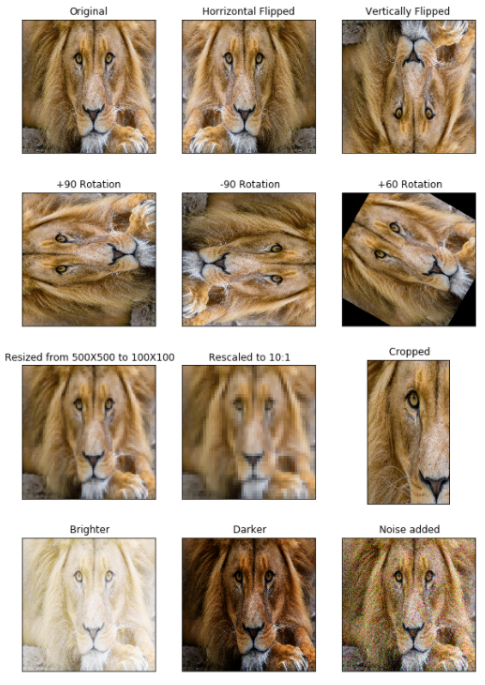 Original
Horrizontal Flipped
Vertically Flipped
+90 Rotation
-90 Rotation
+60 Rotation
Resized from 500X500 to 100X100
Rescaled to 10:1
Cropped
Brighter
Darker
Noise added